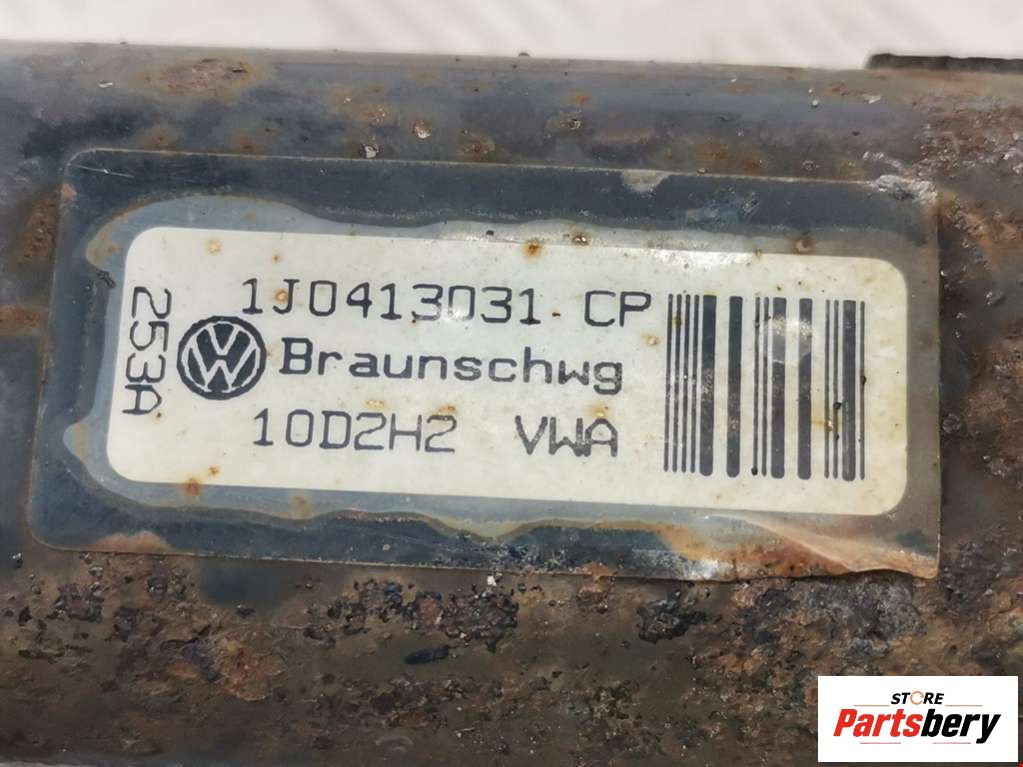 1J0413031 CP
Braunschwg
10D2H2 VWA
253A
STORE
Partsbery